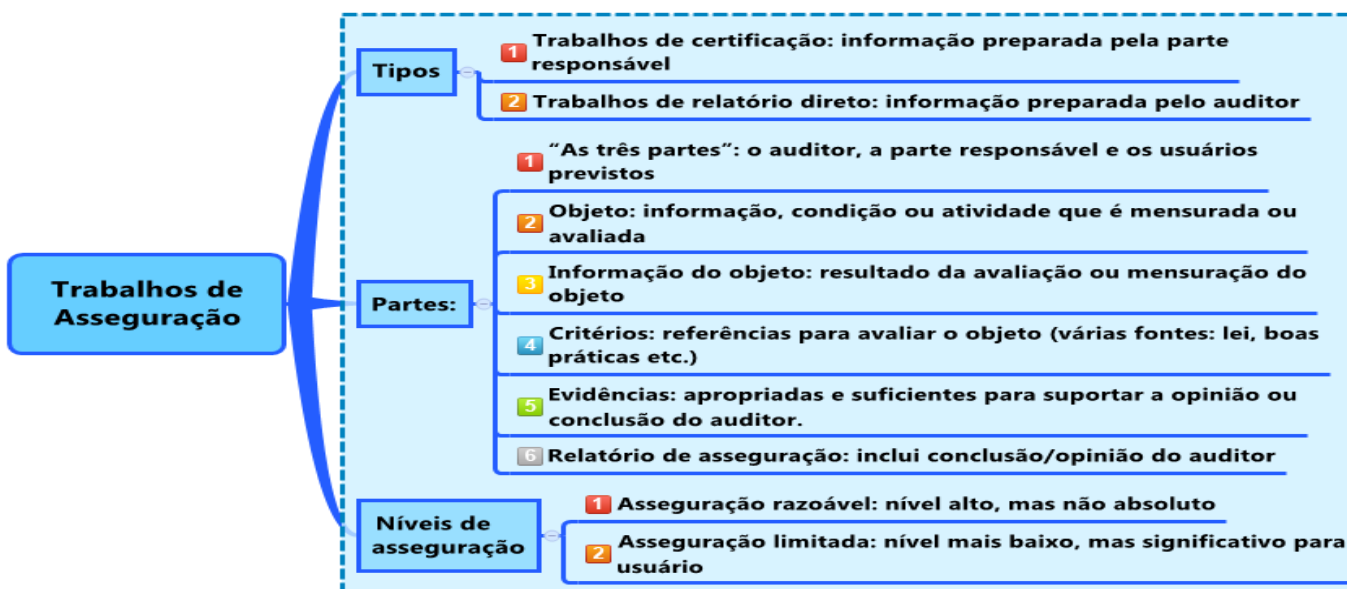 Trabalhos de
Asseguração
Tipos
1 Trabalhos de certificação: informação preparada pela parte
responsável
2 Trabalhos de relatório direto: informação preparada pelo auditor
Partes:
1 “As três partes”: o auditor, a parte responsável e os usuários
previstos
2 Objeto: informação, condição ou atividade que é mensurada ou
avaliada
3 Informação do objeto: resultado da avaliação ou mensuração do
objeto
4 Critérios: referências para avaliar o objeto (várias fontes: lei, boas
práticas etc.)
5 Evidências: apropriadas e suficientes para suportar a opinião ou
conclusão do auditor.
6 Relatório de asseguração: inclui conclusão/opinião do auditor
Níveis de
asseguração
1 Asseguração razoável: nível alto, mas não absoluto
2 Asseguração limitada: nível mais baixo, mas significativo para
usuário